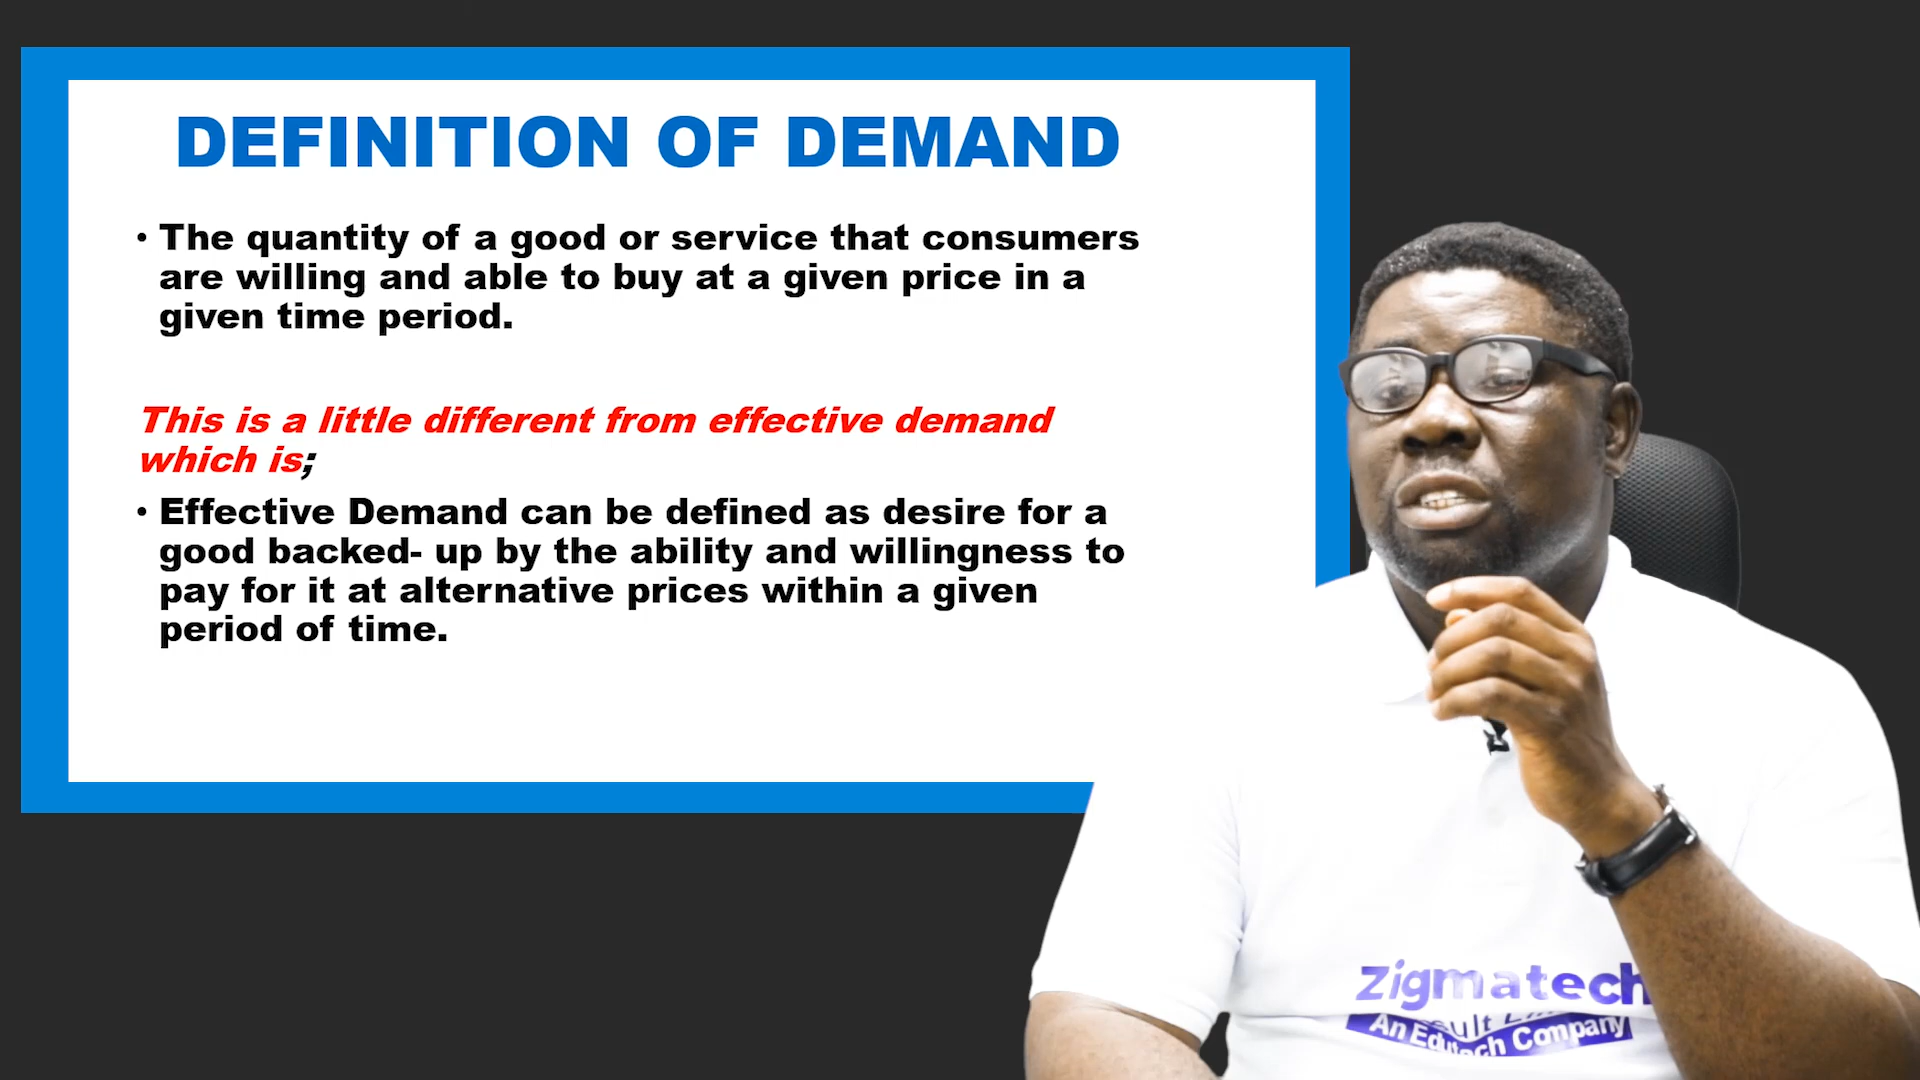 DEFINITION OF DEMAND
• The quantity of a good or service that consumers
are willing and able to buy at a given price in a
given time period.
This is a little different from effective demand
which is;
• Effective Demand can be defined as desire for a
good backed- up by the ability and willingness to
pay for it at alternative prices within a given
period of time.
Zigmatech
An Edutech Company